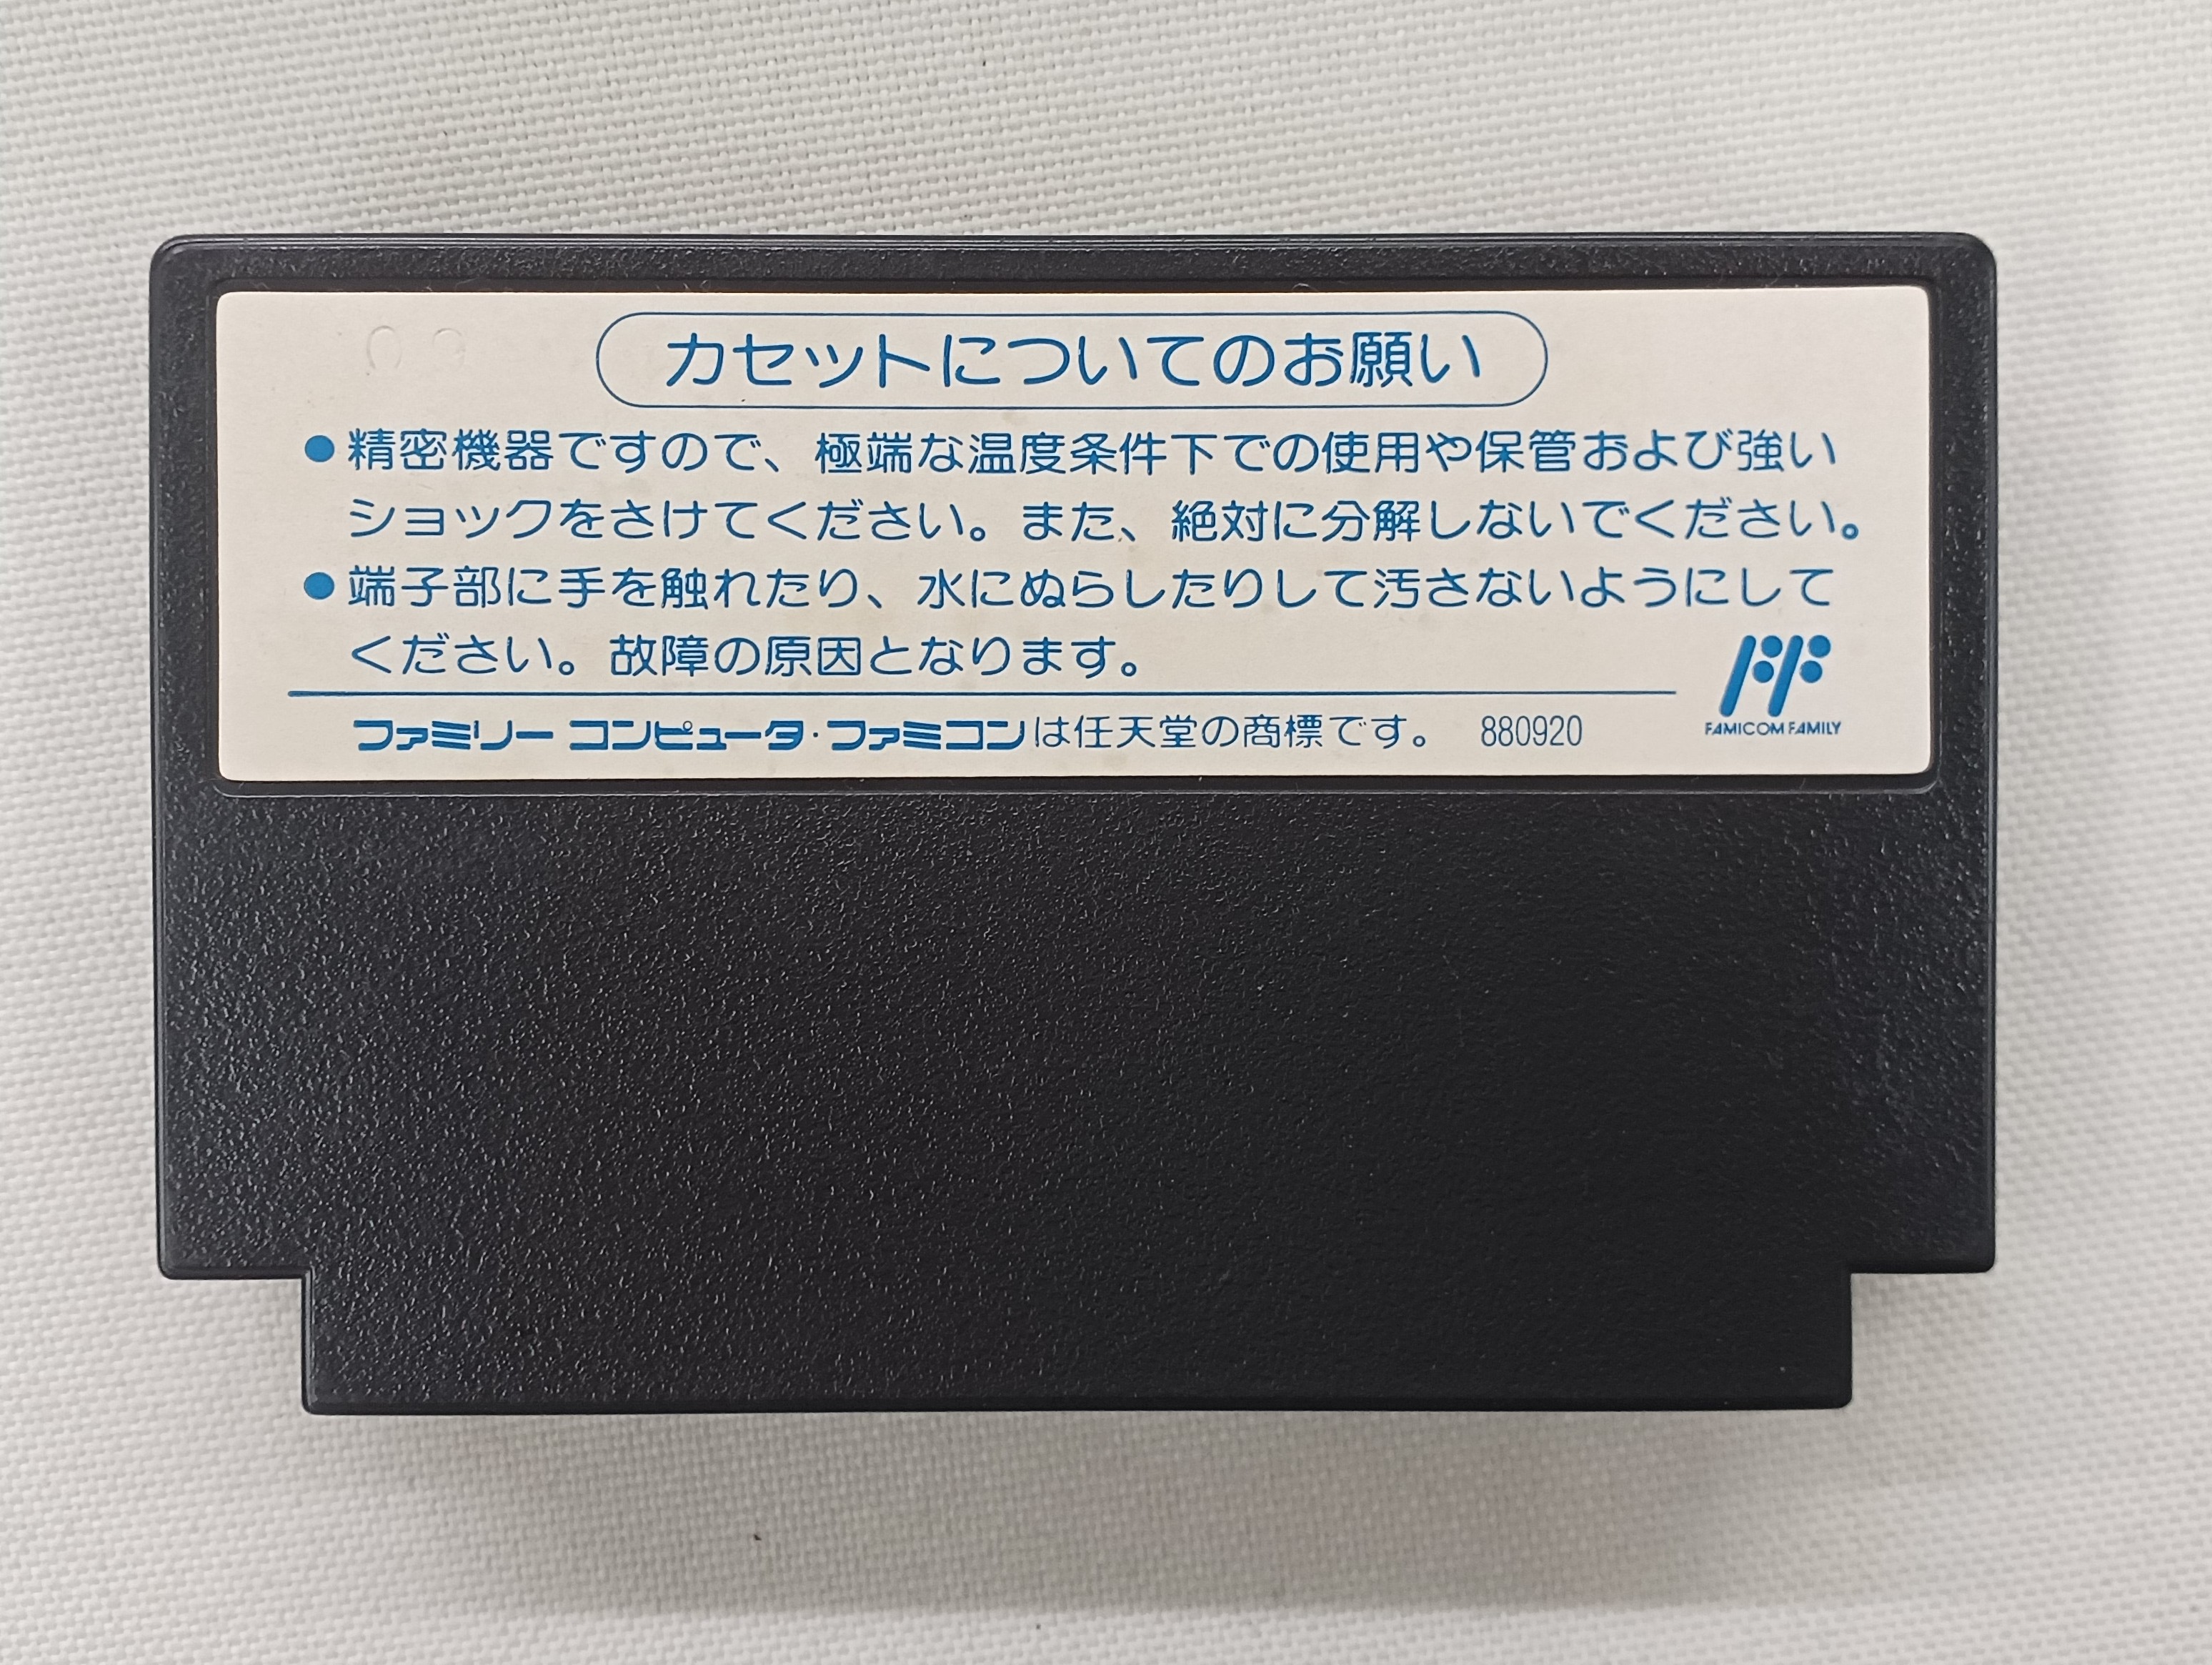 カセットについてのお願い
●精密機器ですので、極端な温度条件下での使用や保管および強い
ショックをさけてください。また、絶対に分解しないでください。
●端子部に手を触れたり、水にぬらしたりして汚さないようにして
ください。故障の原因となります。
ファミリー コンピュータ・ファミコンは任天堂の商標です。 880920
FAMICOM FAMILY